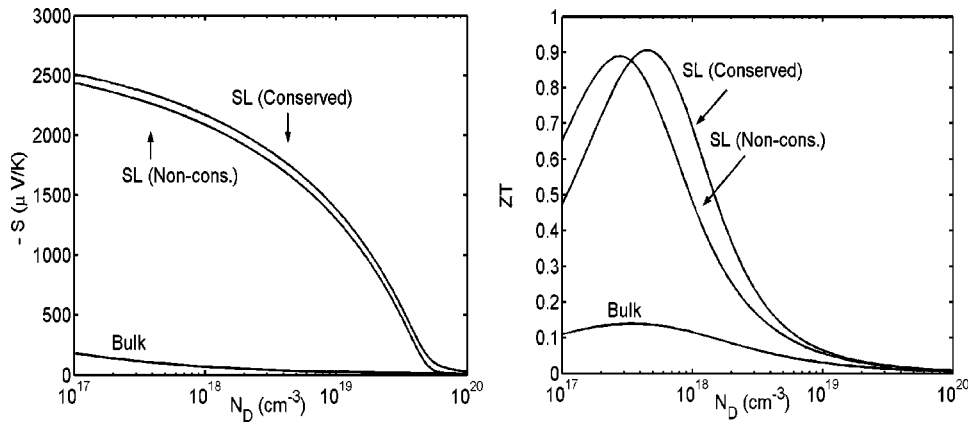 3000
2500
2000
1500
1000
500
0
- S (μ V/K)
SL (Conserved)
SL (Non-cons.)
Bulk
10^17
10^18
10^19
10^20
N_D (cm^-3)
1
0.9
0.8
0.7
0.6
0.5
0.4
0.3
0.2
0.1
0
ZT
SL (Conserved)
SL (Non-cons.)
Bulk
10^17
10^18
10^19
10^20
N_D (cm^-3)